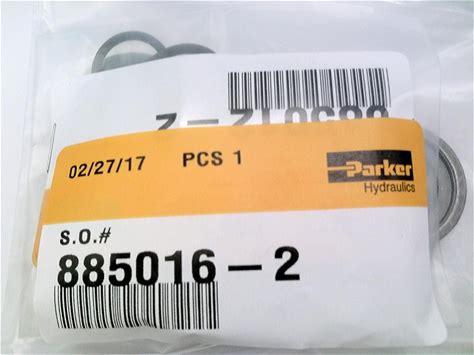 02/27/17 PCS 1
Parker
Hydraulics
S.O.#
885016-2